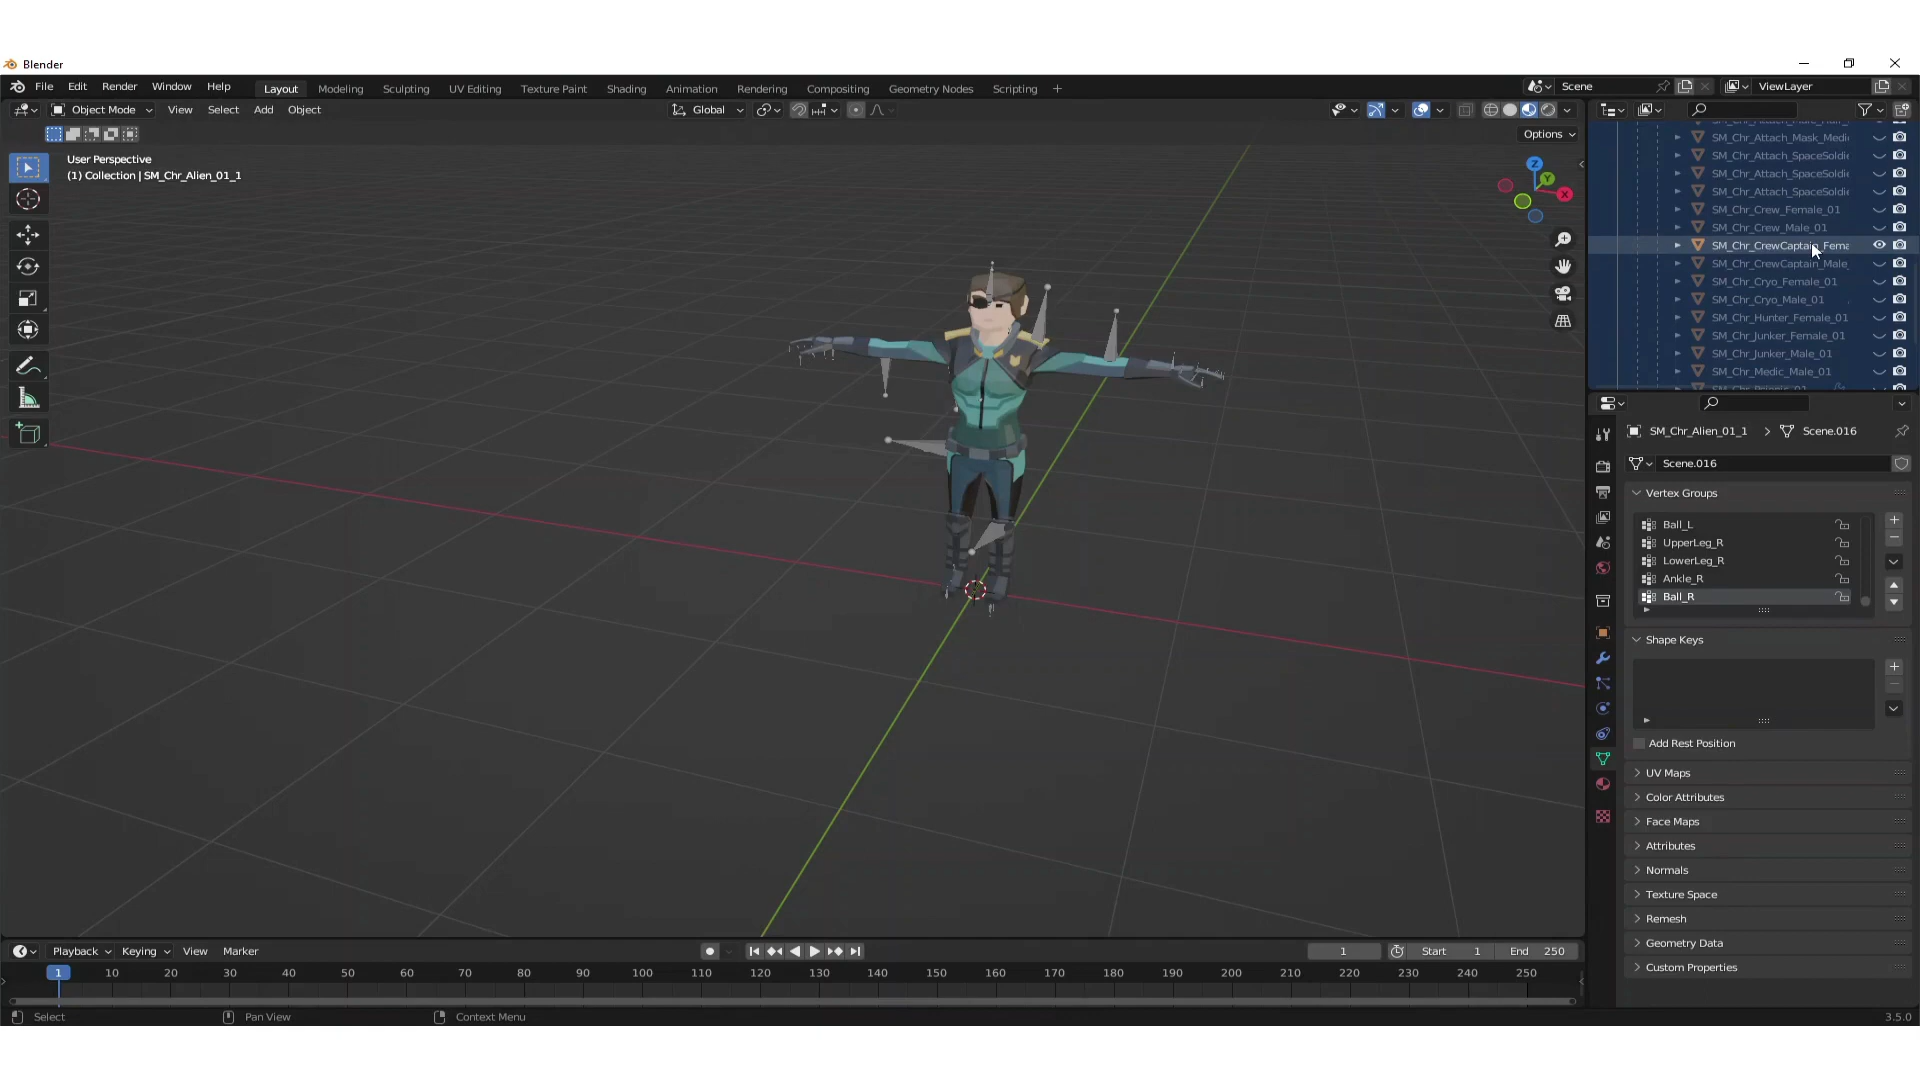 Blender
File Edit Render Window Help Layout Modeling Sculpting UV Editing Texture Paint Shading Animation Rendering Compositing Geometry Nodes Scripting + Scene ViewLayer
Object Mode View Select Add Object Global
Options
User Perspective
(1) Collection | SM_Chr_Alien_01_1
Z
Y
X
SM_Chr_Attach_Mask_Medi
SM_Chr_Attach_SpaceSoldie
SM_Chr_Attach_SpaceSoldie
SM_Chr_Attach_SpaceSoldie
SM_Chr_Crew_Female_01
SM_Chr_Crew_Male_01
SM_Chr_CrewCaptain_Fema
SM_Chr_CrewCaptain_Male_
SM_Chr_Cryo_Female_01
SM_Chr_Cryo_Male_01
SM_Chr_Hunter_Female_01
SM_Chr_Junker_Female_01
SM_Chr_Junker_Male_01
SM_Chr_Medic_Male_01
SM_Chr_Alien_01_1 > Scene.016
Scene.016
Vertex Groups
Ball_L
UpperLeg_R
LowerLeg_R
Ankle_R
Ball_R
Shape Keys
Add Rest Position
UV Maps
Color Attributes
Face Maps
Attributes
Normals
Texture Space
Remesh
Geometry Data
Custom Properties
Playback Keying View Marker 1 Start 1 End 250
1 10 20 30 40 50 60 70 80 90 100 110 120 130 140 150 160 170 180 190 200 210 220 230 240 250
Select Pan View Context Menu 3.5.0